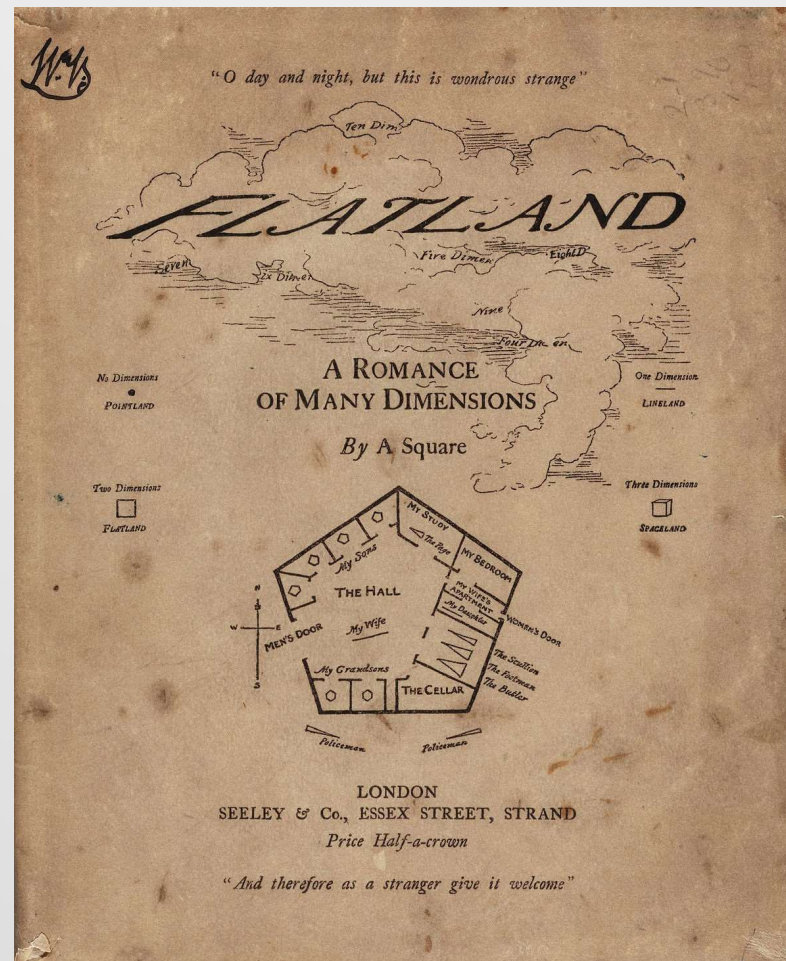 "O day and night, but this is wondrous strange"
Ten Dim
FLATLAND
Seven
ix Dimen
Five Dimen
Eight D
Nine
Four Di en
No Dimensions
POINTLAND
One Dimension
LINELAND
A ROMANCE
OF MANY DIMENSIONS
By A Square
Two Dimensions
FLATLAND
Three Dimensions
SPACELAND
MY STUDY
The Page
MY BEDROOM
My Sons
THE HALL
MY WIFE'S
APARTMENT
My Daughter
WOMEN'S DOOR
N
W
E
S
MEN'S DOOR
My Wife
The Scullion
The Footman
The Butler
My Grandsons
THE CELLAR
Policeman
Policeman
LONDON
SEELEY & Co., ESSEX STREET, STRAND
Price Half-a-crown
"And therefore as a stranger give it welcome"